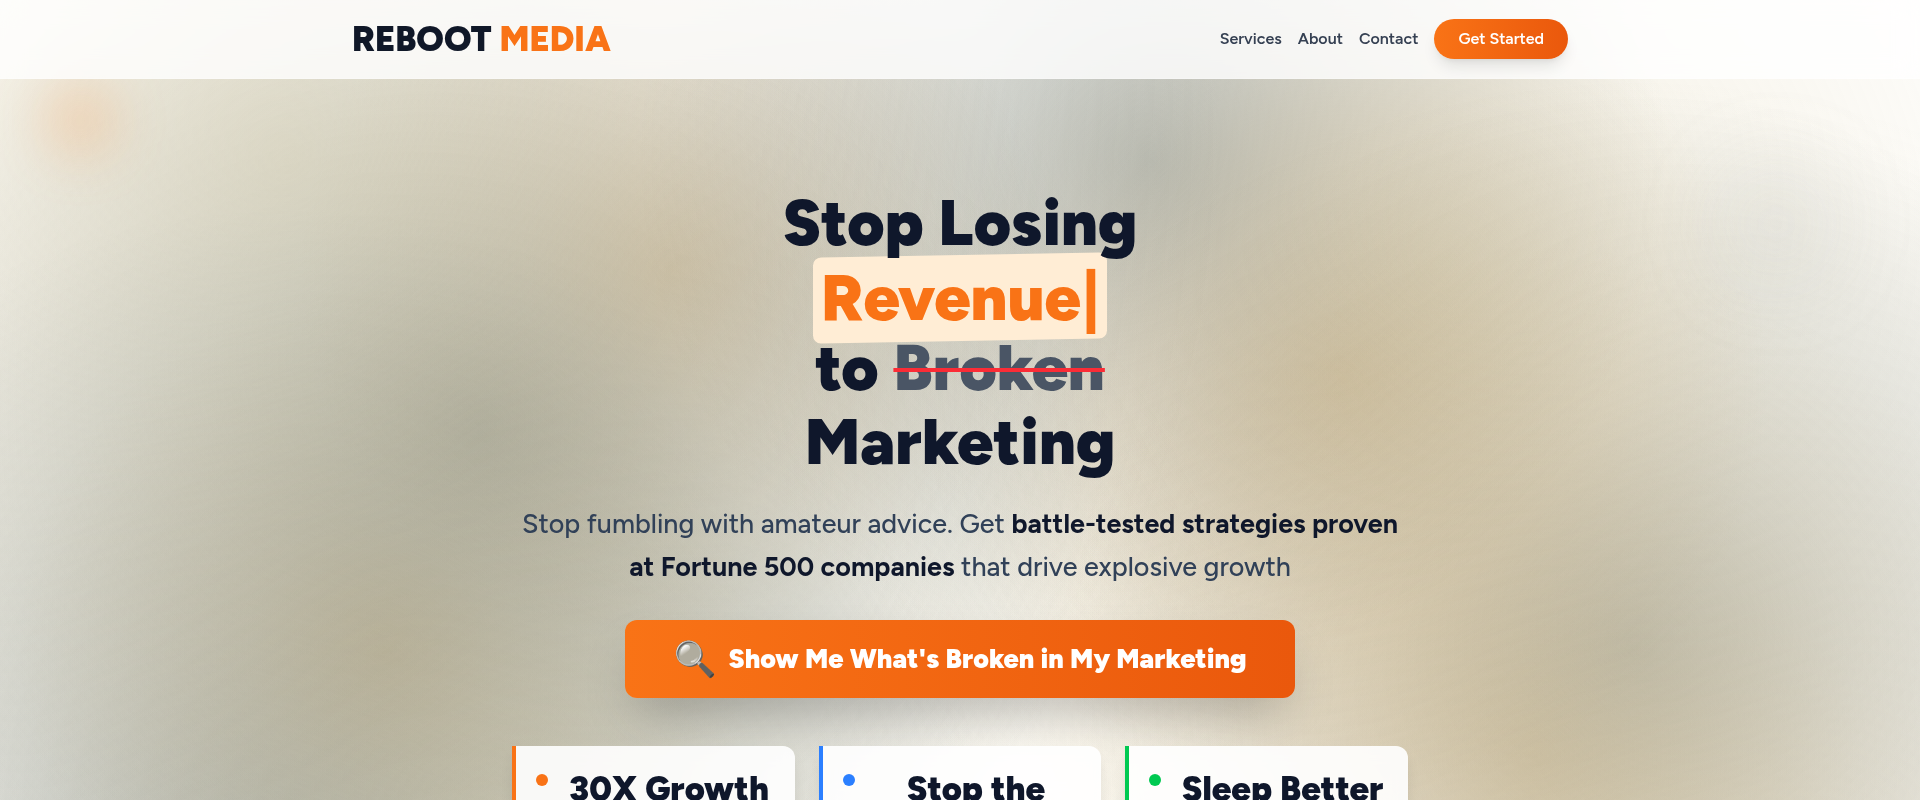 REBOOT MEDIA
Services About Contact Get Started
Stop Losing
Revenue|
to Broken
Marketing
Stop fumbling with amateur advice. Get battle-tested strategies proven
at Fortune 500 companies that drive explosive growth
Show Me What's Broken in My Marketing
30X Growth
Stop the
Sleep Better